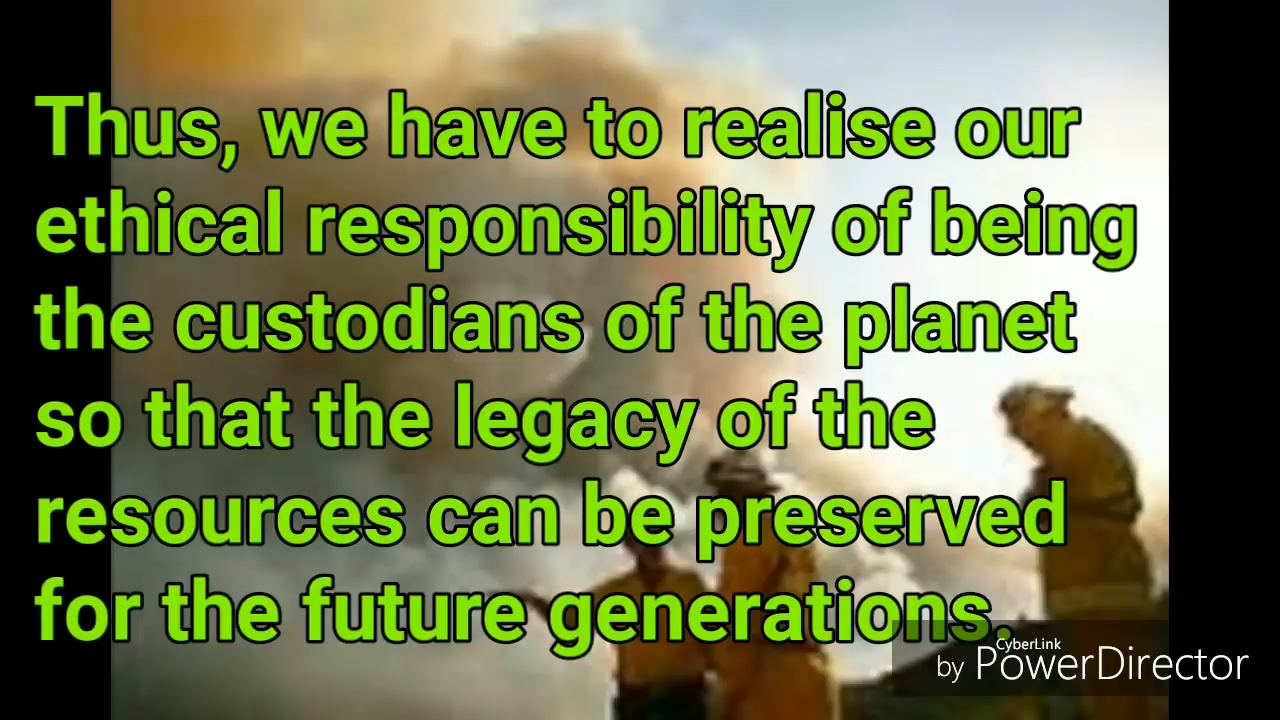 Thus, we have to realise our
ethical responsibility of being
the custodians of the planet
so that the legacy of the
resources can be preserved
for the future generations.
CyberLink
by PowerDirector